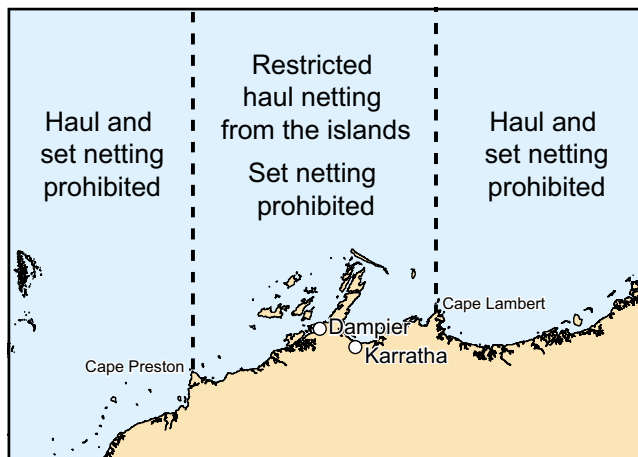 Haul and
set netting
prohibited
Restricted
haul netting
from the islands
Set netting
prohibited
Haul and
set netting
prohibited
Cape Lambert
Dampier
Karratha
Cape Preston